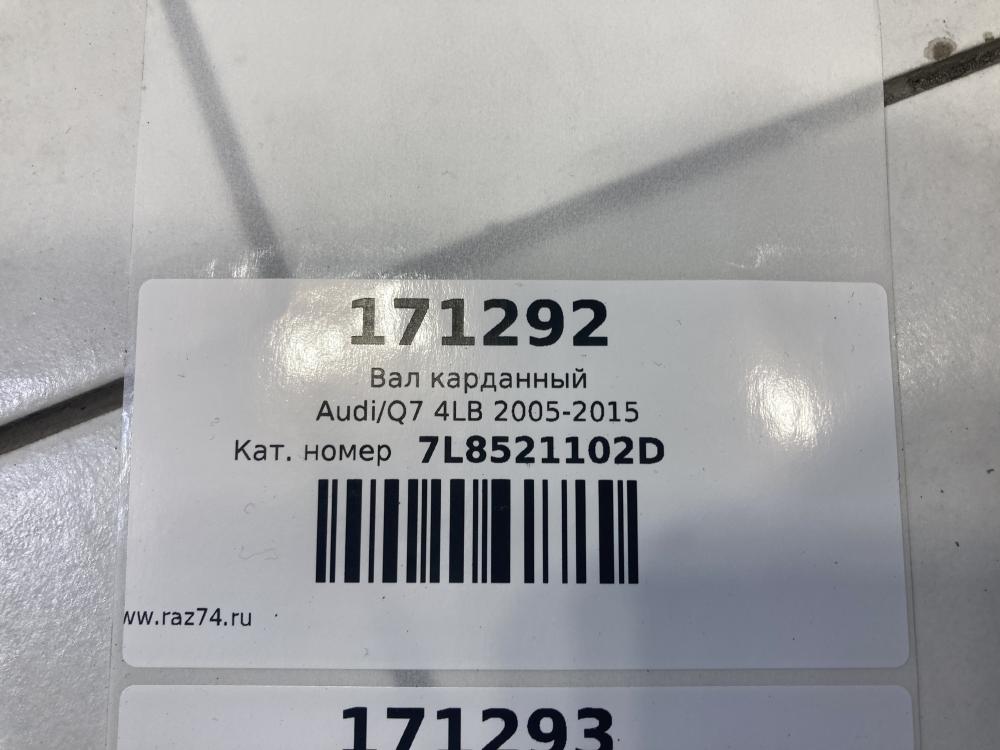 171292
Вал карданный
Audi/Q7 4LB 2005-2015
Кат. номер 7L8521102D
ww.raz74.ru
171293